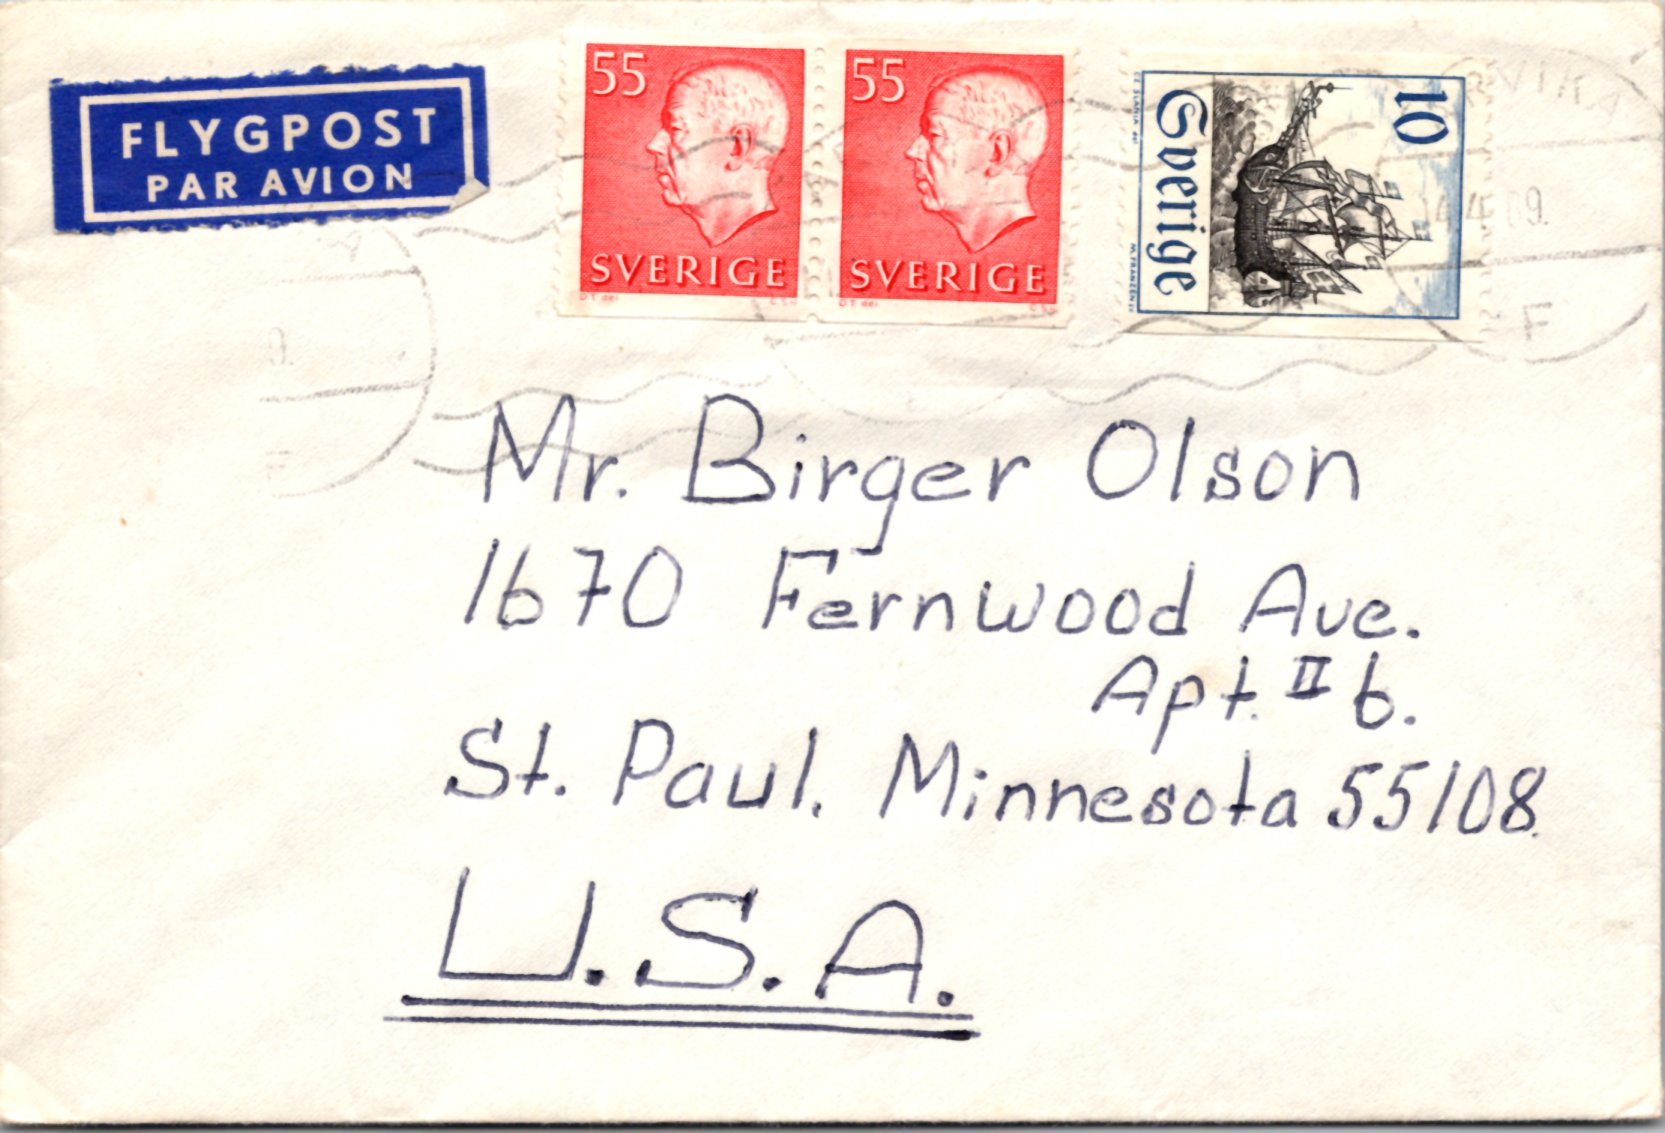 FLYGPOST
PAR AVION
55
SVERIGE
55
SVERIGE
10
Sverige
Mr. Birger Olson
1670 Fernwood Ave.
Apt. II 6.
St. Paul. Minnesota 55108.
U.S.A.